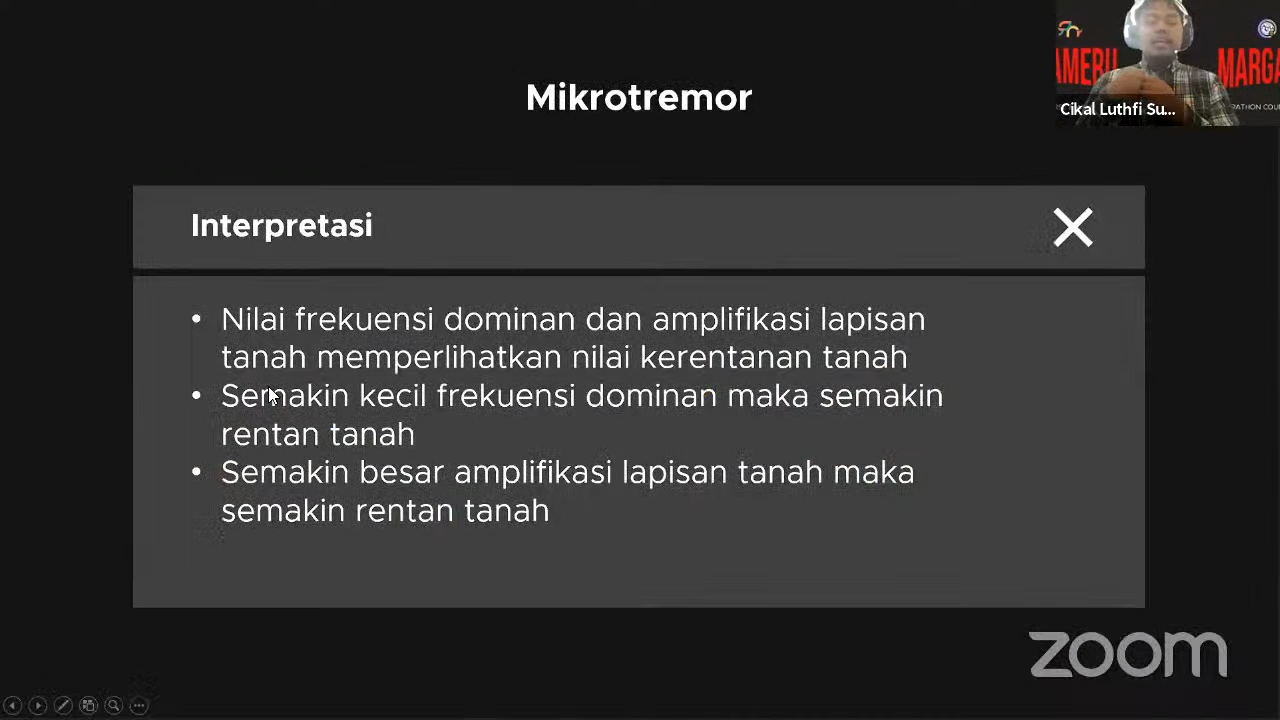 Mikrotremor
AMERU
MARGA
Cikal Luthfi Su...
Interpretasi
• Nilai frekuensi dominan dan amplifikasi lapisan
tanah memperlihatkan nilai kerentanan tanah
• Semakin kecil frekuensi dominan maka semakin
rentan tanah
• Semakin besar amplifikasi lapisan tanah maka
semakin rentan tanah
zoom